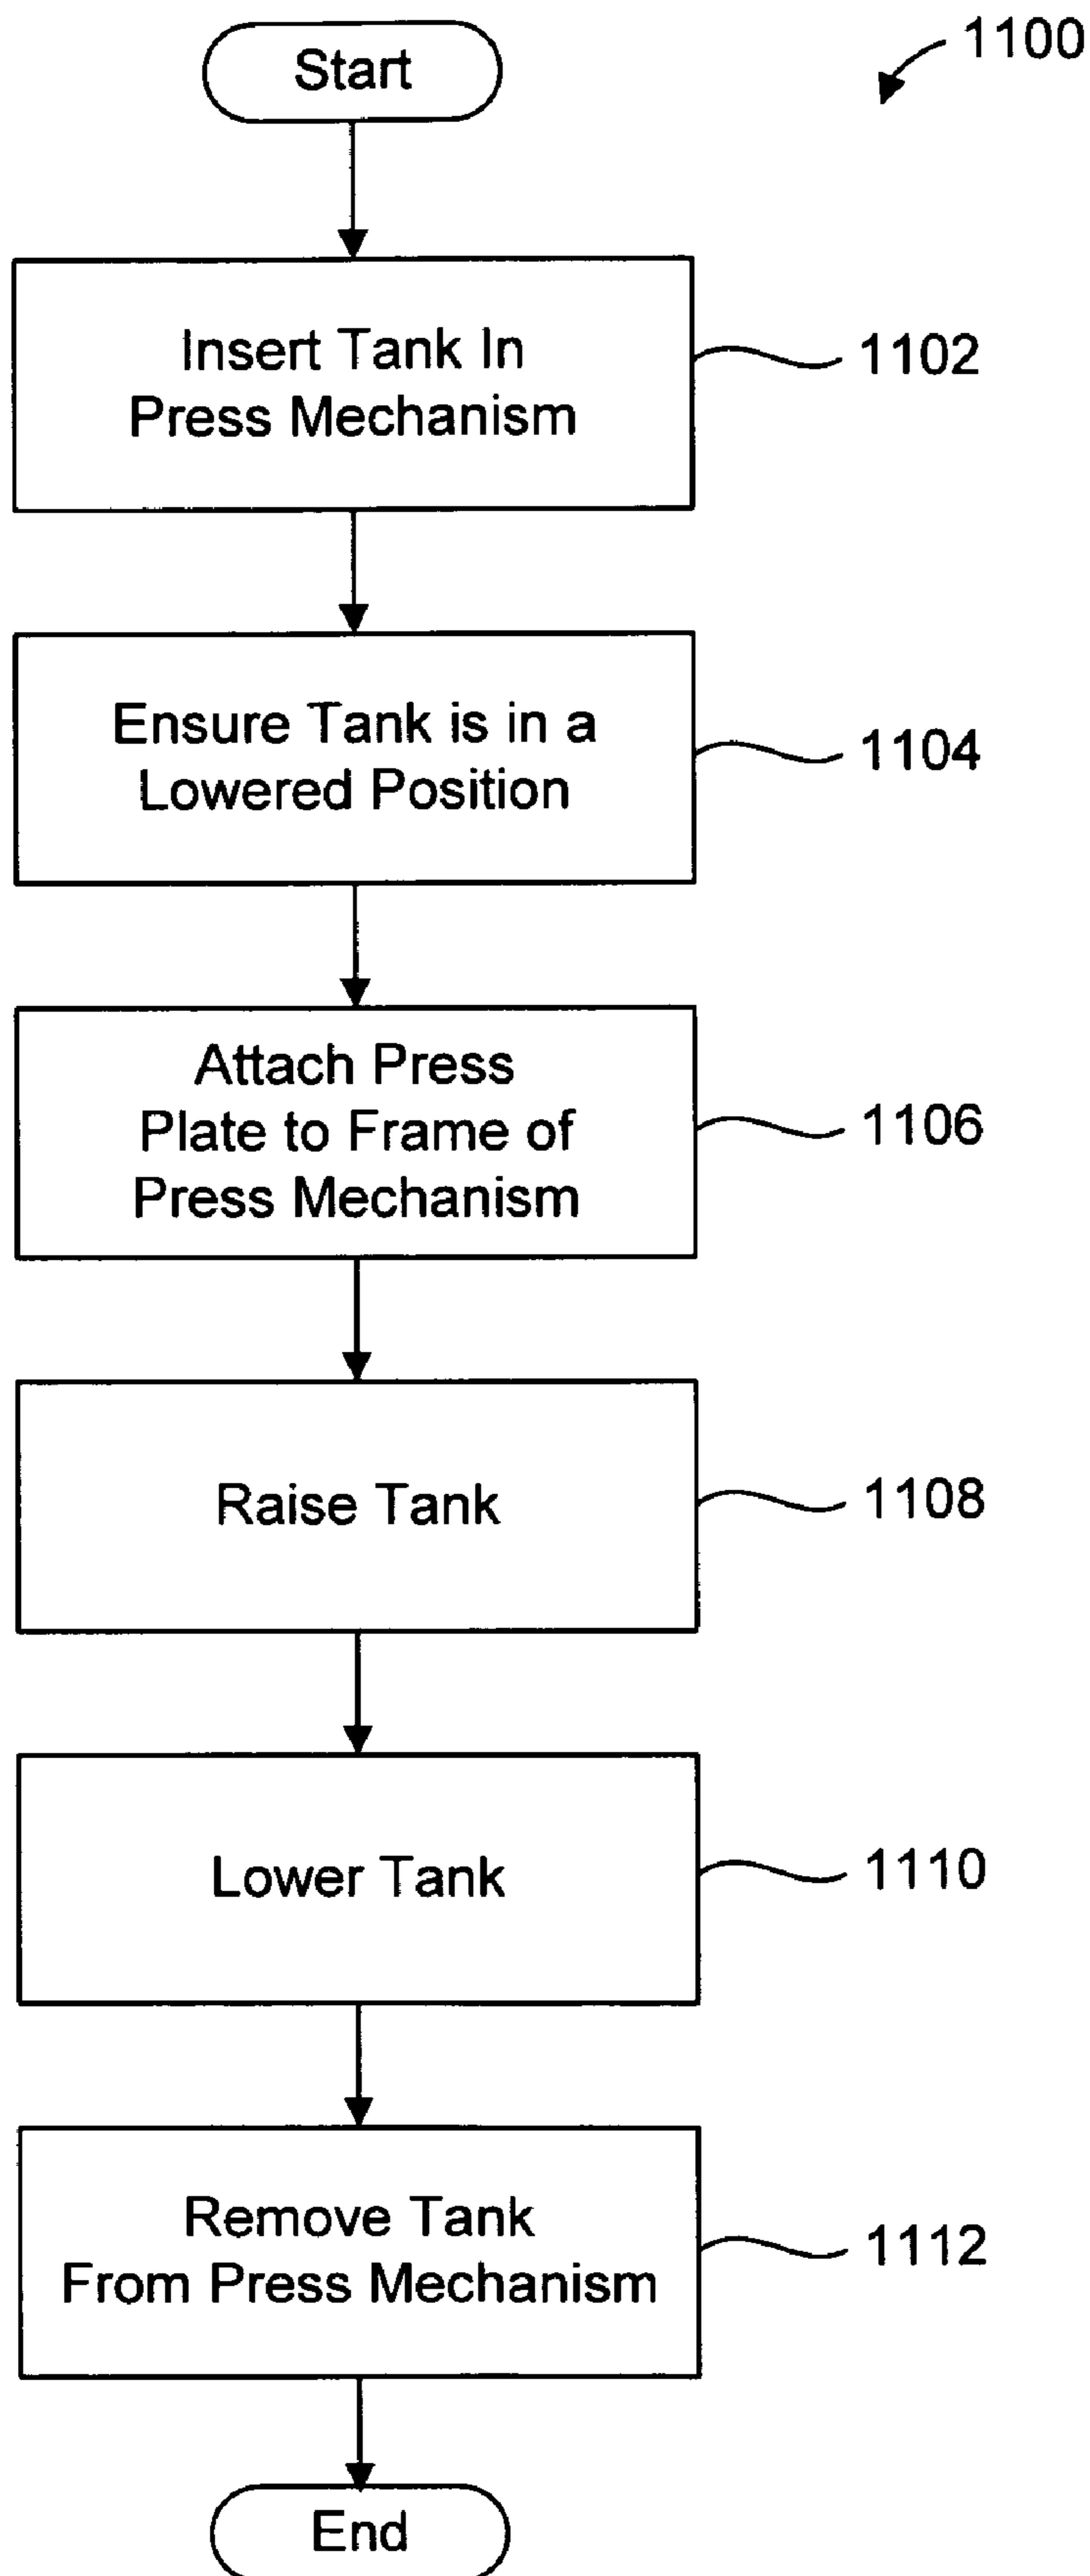 1100
Start
Insert Tank In
Press Mechanism
1102
Ensure Tank is in a
Lowered Position
1104
Attach Press
Plate to Frame of
Press Mechanism
1106
Raise Tank
1108
Lower Tank
1110
Remove Tank
From Press Mechanism
1112
End